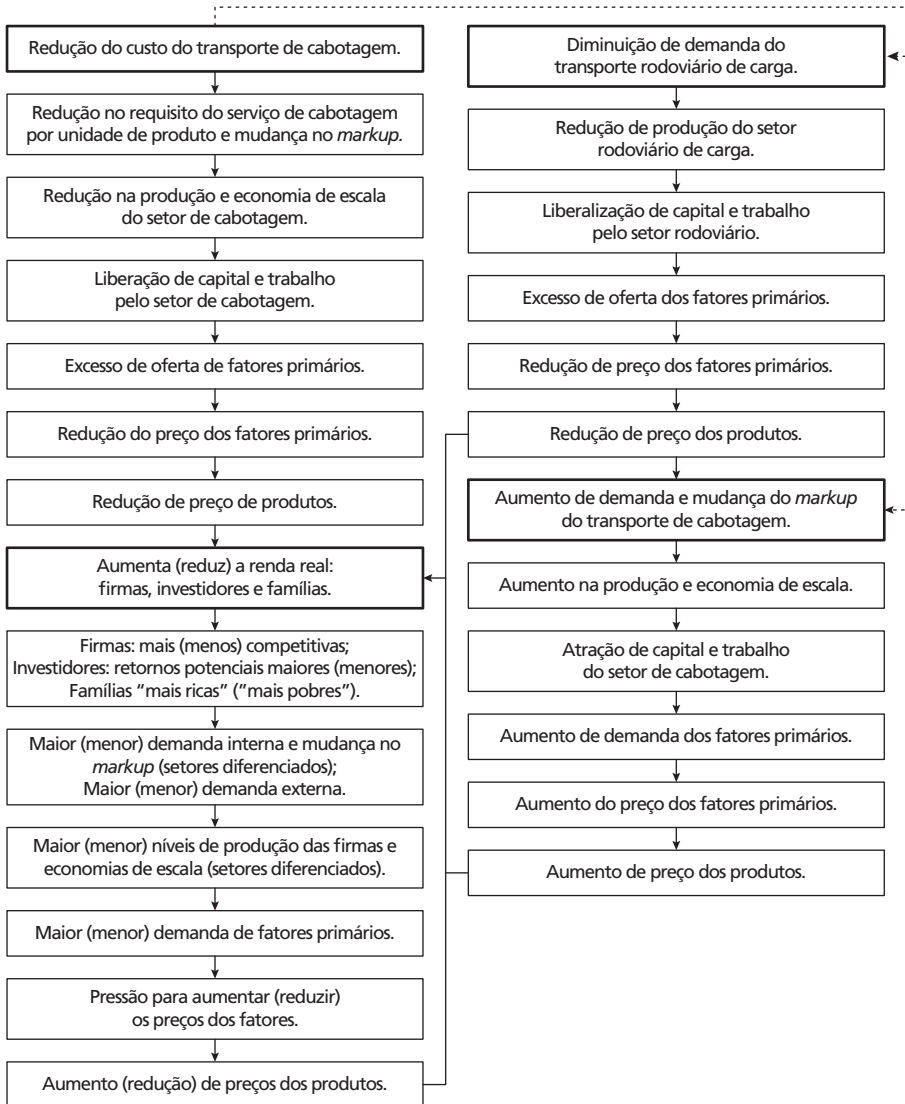 Redução do custo do transporte de cabotagem.
Redução no requisito do serviço de cabotagem
por unidade de produto e mudança no markup.
Redução na produção e economia de escala
do setor de cabotagem.
Liberação de capital e trabalho
pelo setor de cabotagem.
Excesso de oferta de fatores primários.
Redução do preço dos fatores primários.
Redução de preço de produtos.
Aumenta (reduz) a renda real:
firmas, investidores e famílias.
Firmas: mais (menos) competitivas;
Investidores: retornos potenciais maiores (menores);
Famílias “mais ricas” (”mais pobres”).
Maior (menor) demanda interna e mudança no
markup (setores diferenciados);
Maior (menor) demanda externa.
Maior (menor) níveis de produção das firmas e
economias de escala (setores diferenciados).
Maior (menor) demanda de fatores primários.
Pressão para aumentar (reduzir)
os preços dos fatores.
Aumento (redução) de preços dos produtos.
Diminuição de demanda do
transporte rodoviário de carga.
Redução de produção do setor
rodoviário de carga.
Liberalização de capital e trabalho
pelo setor rodoviário.
Excesso de oferta dos fatores primários.
Redução de preço dos fatores primários.
Redução de preço dos produtos.
Aumento de demanda e mudança do markup
do transporte de cabotagem.
Aumento na produção e economia de escala.
Atração de capital e trabalho
do setor de cabotagem.
Aumento de demanda dos fatores primários.
Aumento do preço dos fatores primários.
Aumento de preço dos produtos.